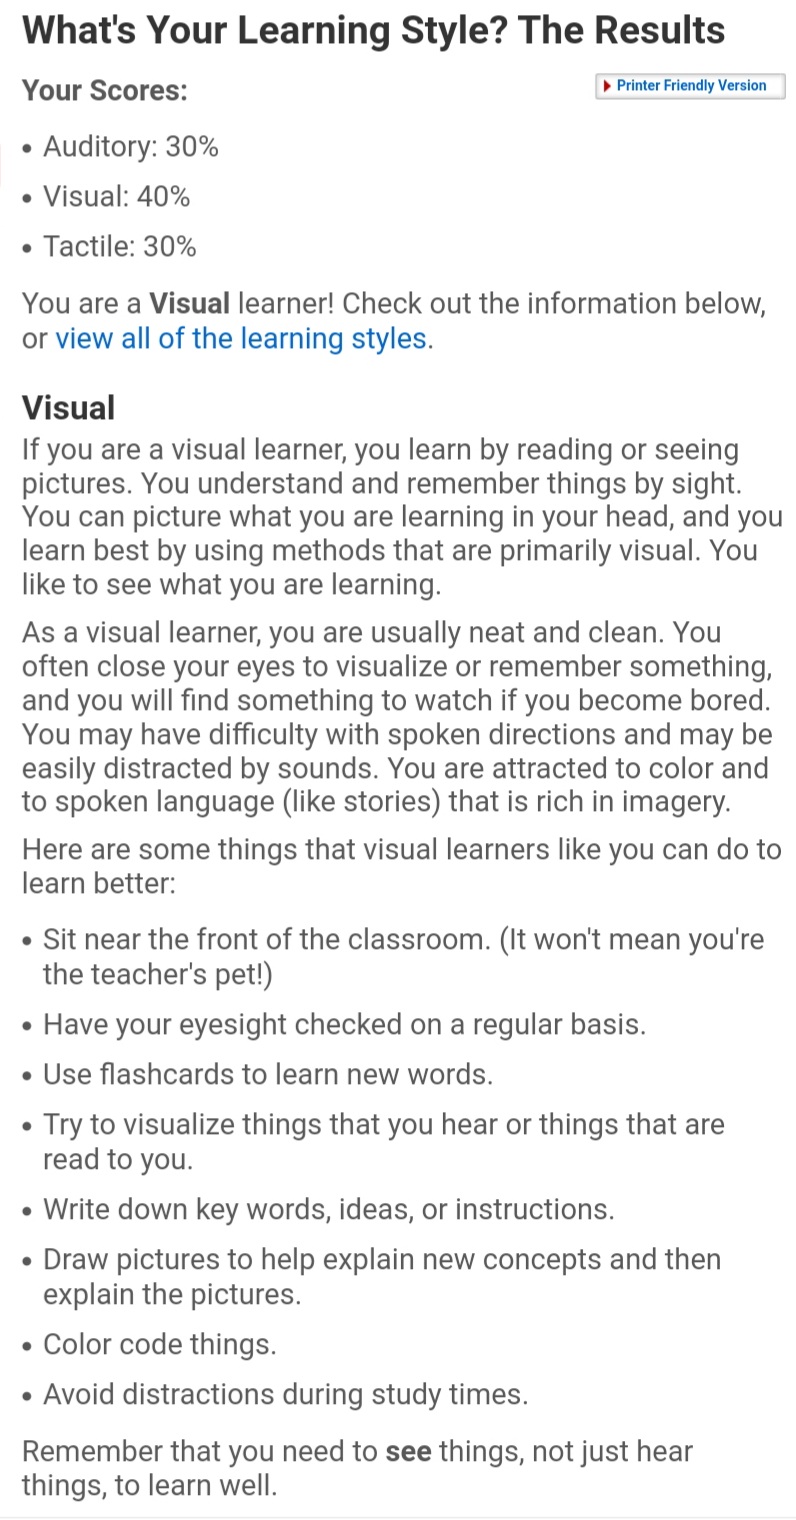 What's Your Learning Style? The Results
Your Scores:
Printer Friendly Version
• Auditory: 30%
• Visual: 40%
• Tactile: 30%
You are a Visual learner! Check out the information below,
or view all of the learning styles.
Visual
If you are a visual learner, you learn by reading or seeing
pictures. You understand and remember things by sight.
You can picture what you are learning in your head, and you
learn best by using methods that are primarily visual. You
like to see what you are learning.
As a visual learner, you are usually neat and clean. You
often close your eyes to visualize or remember something,
and you will find something to watch if you become bored.
You may have difficulty with spoken directions and may be
easily distracted by sounds. You are attracted to color and
to spoken language (like stories) that is rich in imagery.
Here are some things that visual learners like you can do to
learn better:
• Sit near the front of the classroom. (It won't mean you're
the teacher's pet!)
• Have your eyesight checked on a regular basis.
• Use flashcards to learn new words.
• Try to visualize things that you hear or things that are
read to you.
• Write down key words, ideas, or instructions.
• Draw pictures to help explain new concepts and then
explain the pictures.
• Color code things.
• Avoid distractions during study times.
Remember that you need to see things, not just hear
things, to learn well.